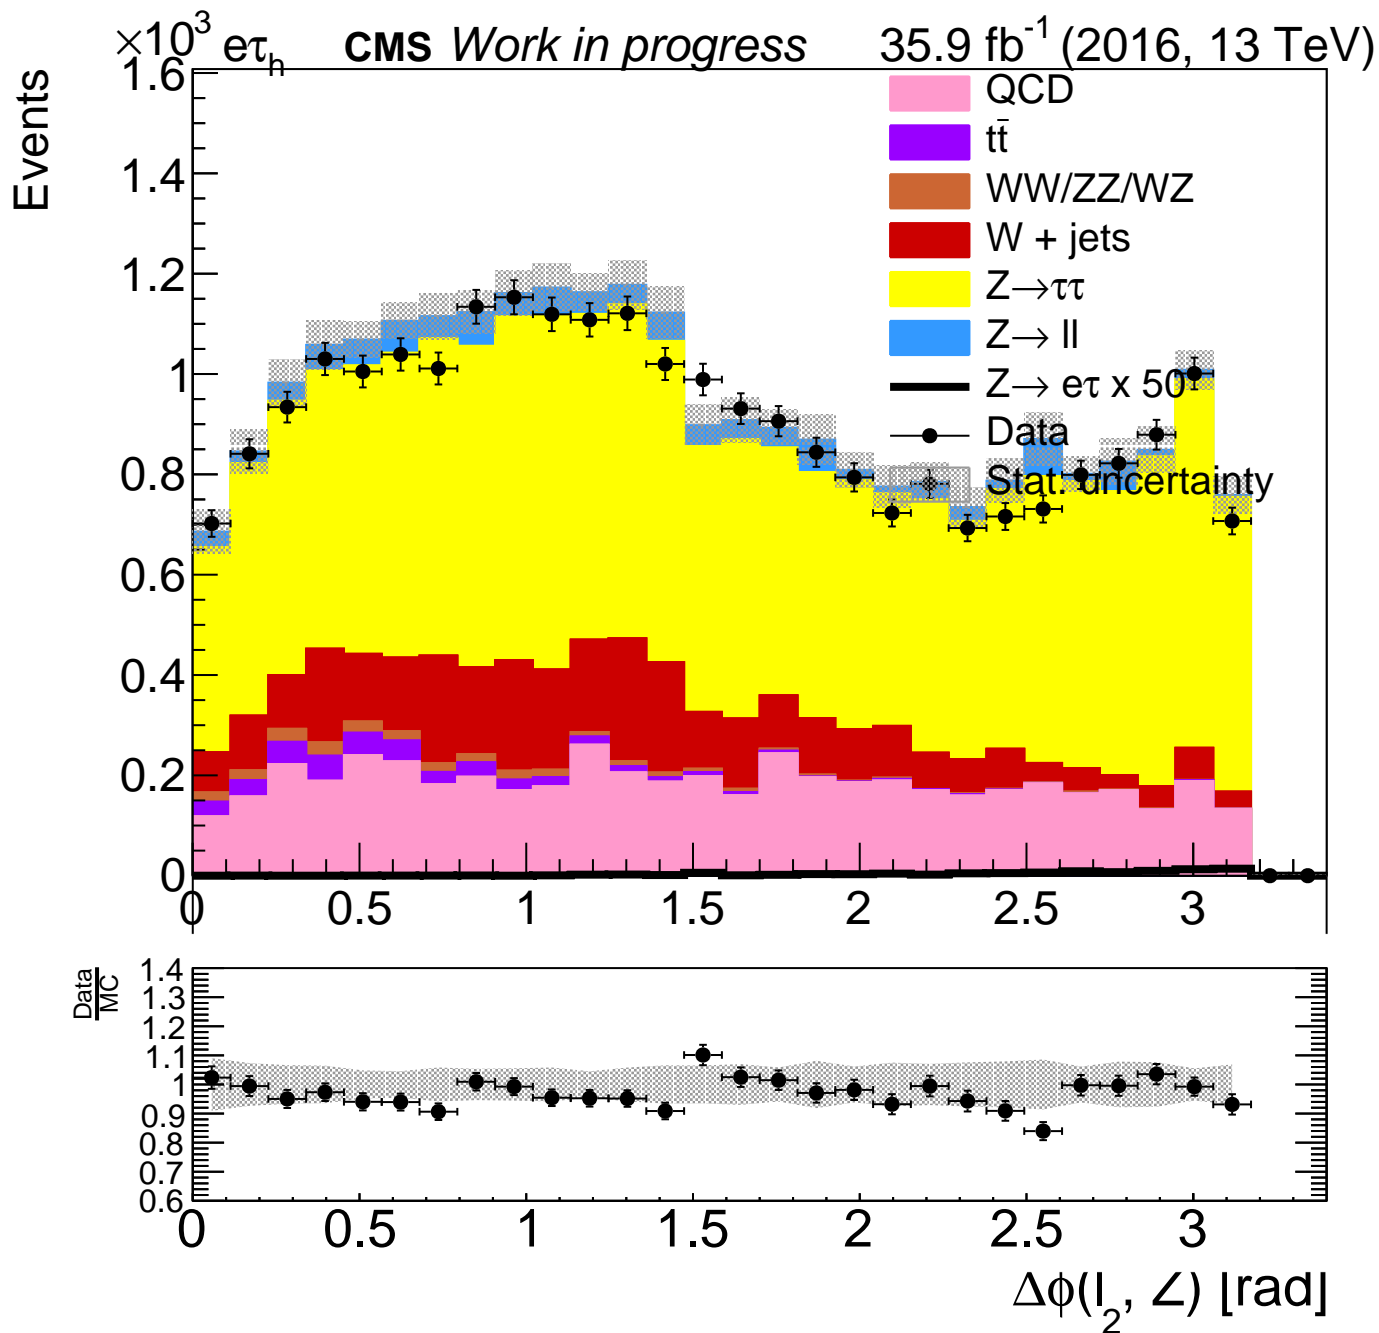 ×10³ eτₕ CMS Work in progress 35.9 fb⁻¹ (2016, 13 TeV)
Events
1.6
1.4
1.2
1
0.8
0.6
0.4
0.2
0
QCD
tt̄
WW/ZZ/WZ
W + jets
Z→ττ
Z→ ll
Z→ eτ x 50
Data
Stat. uncertainty
0 0.5 1 1.5 2 2.5 3
Data
MC
1.4
1.3
1.2
1.1
1
0.9
0.8
0.7
0.6
0 0.5 1 1.5 2 2.5 3
Δϕ(l₂, ∠) [rad]